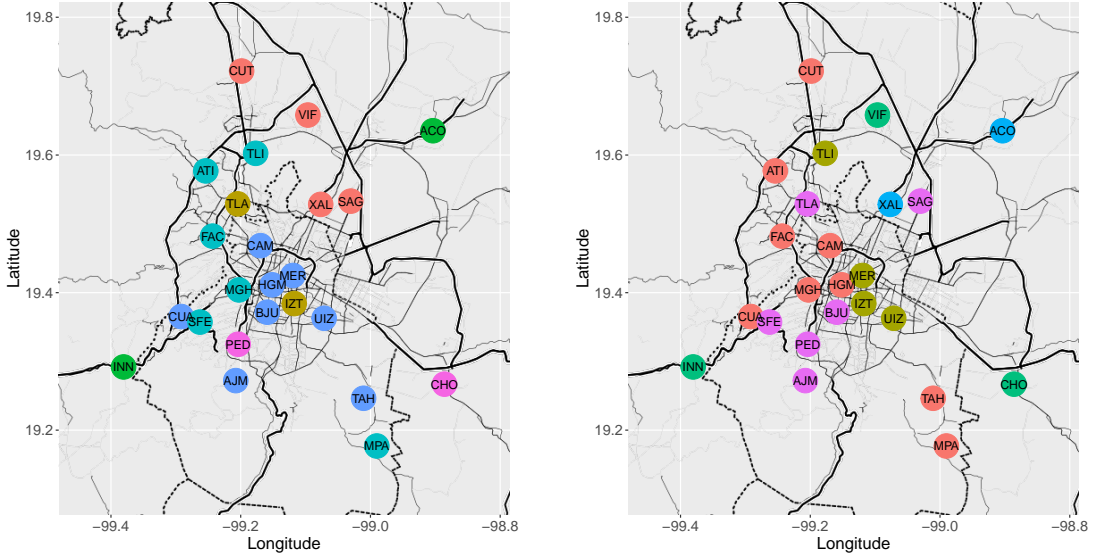 19.8
CUT
VIF
ACO
19.6
TLI
ATI
TLA
XAL
SAG
FAC
CAM
MER
19.4
MGH
HGM
IZT
BJU
UIZ
CUA
SFE
PED
INN
AJM
CHO
TAH
19.2
MPA
−99.4
−99.2
−99.0
−98.8
Longitude
Latitude
19.8
CUT
VIF
ACO
19.6
TLI
ATI
TLA
XAL
SAG
FAC
CAM
MER
19.4
MGH
HGM
IZT
BJU
UIZ
CUA
SFE
PED
INN
AJM
CHO
TAH
19.2
MPA
−99.4
−99.2
−99.0
−98.8
Longitude
Latitude